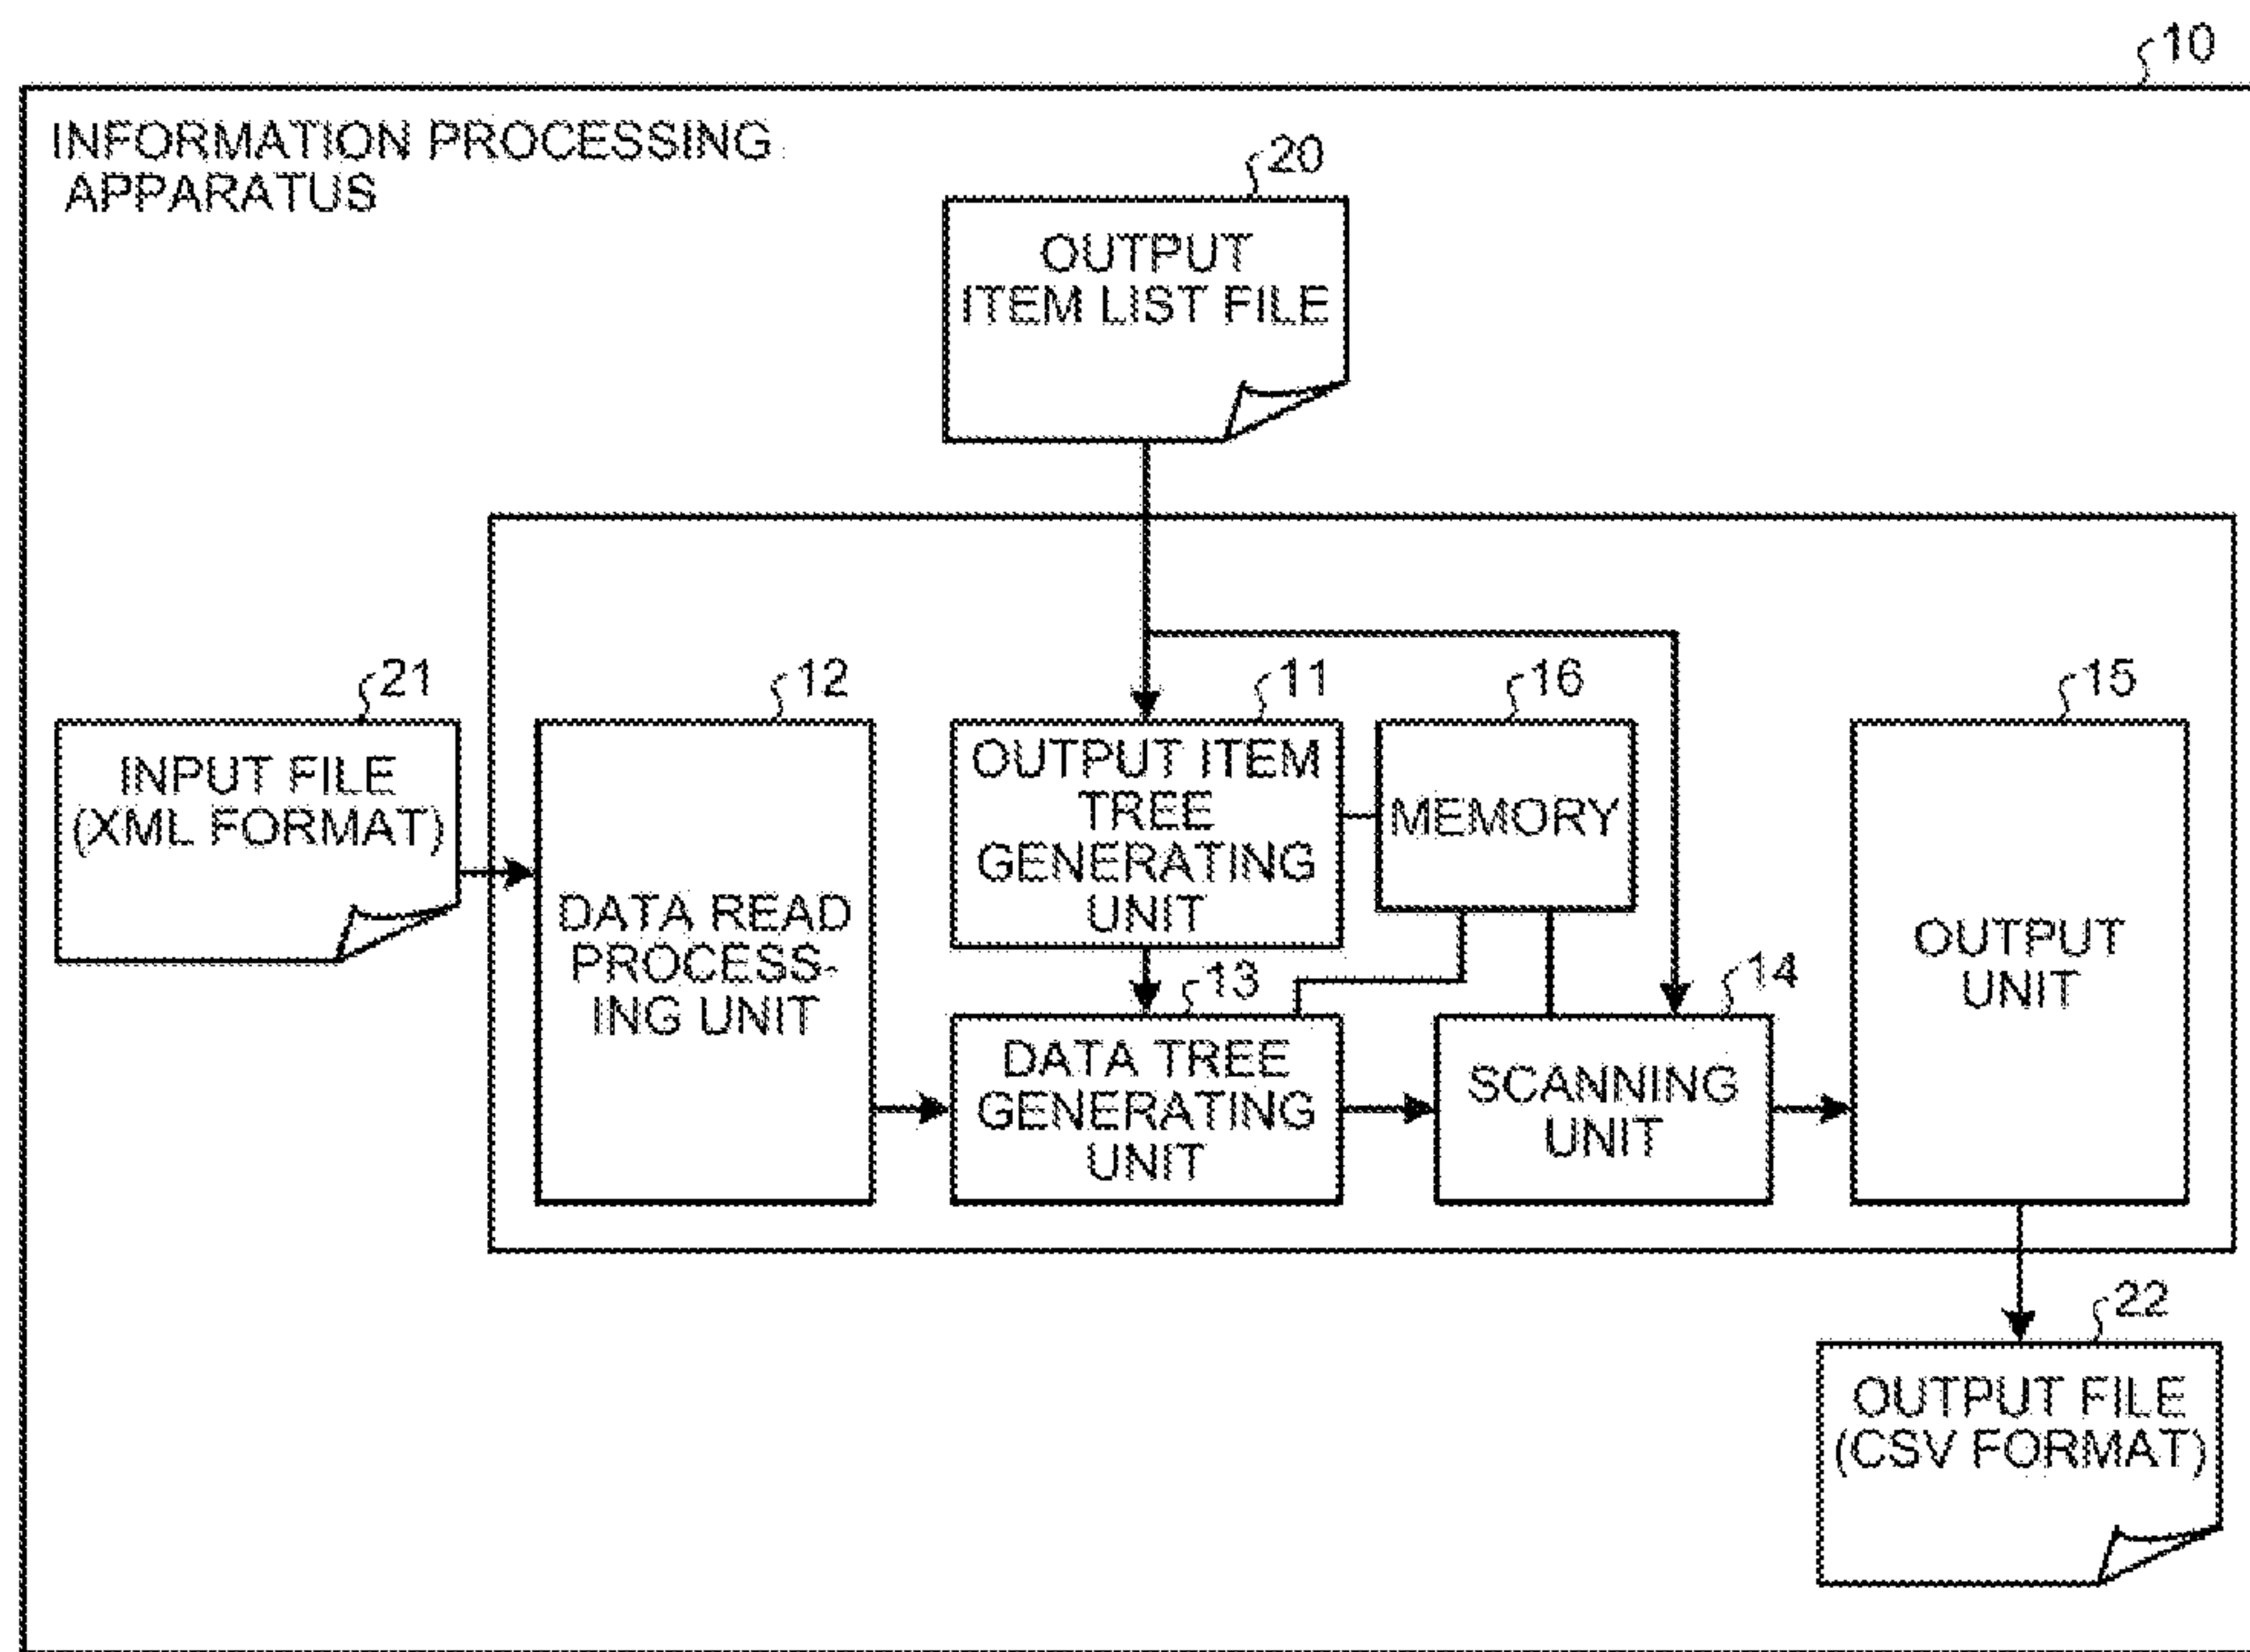 10
INFORMATION PROCESSING
APPARATUS
20
OUTPUT
ITEM LIST FILE
21
INPUT FILE
(XML FORMAT)
12
DATA READ
PROCESS-
ING UNIT
11
OUTPUT ITEM
TREE
GENERATING
UNIT
16
MEMORY
13
DATA TREE
GENERATING
UNIT
14
SCANNING
UNIT
15
OUTPUT
UNIT
22
OUTPUT FILE
(CSV FORMAT)